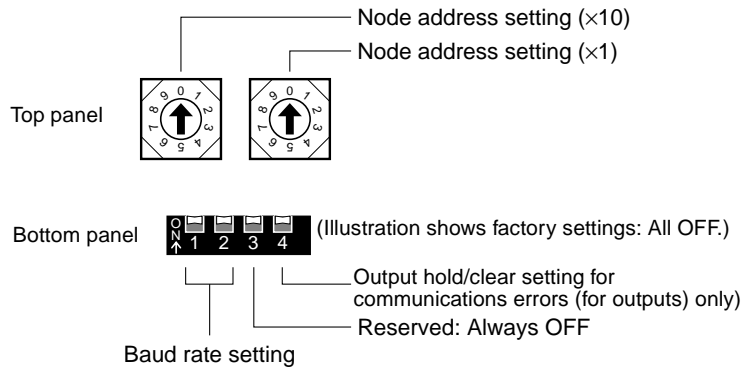 Node address setting (×10)
Node address setting (×1)
Top panel
0 1 2 3 4 5 6 7 8 9
0 1 2 3 4 5 6 7 8 9
Bottom panel
ON↑ 1 2 3 4
(Illustration shows factory settings: All OFF.)
Output hold/clear setting for
communications errors (for outputs) only)
Reserved: Always OFF
Baud rate setting